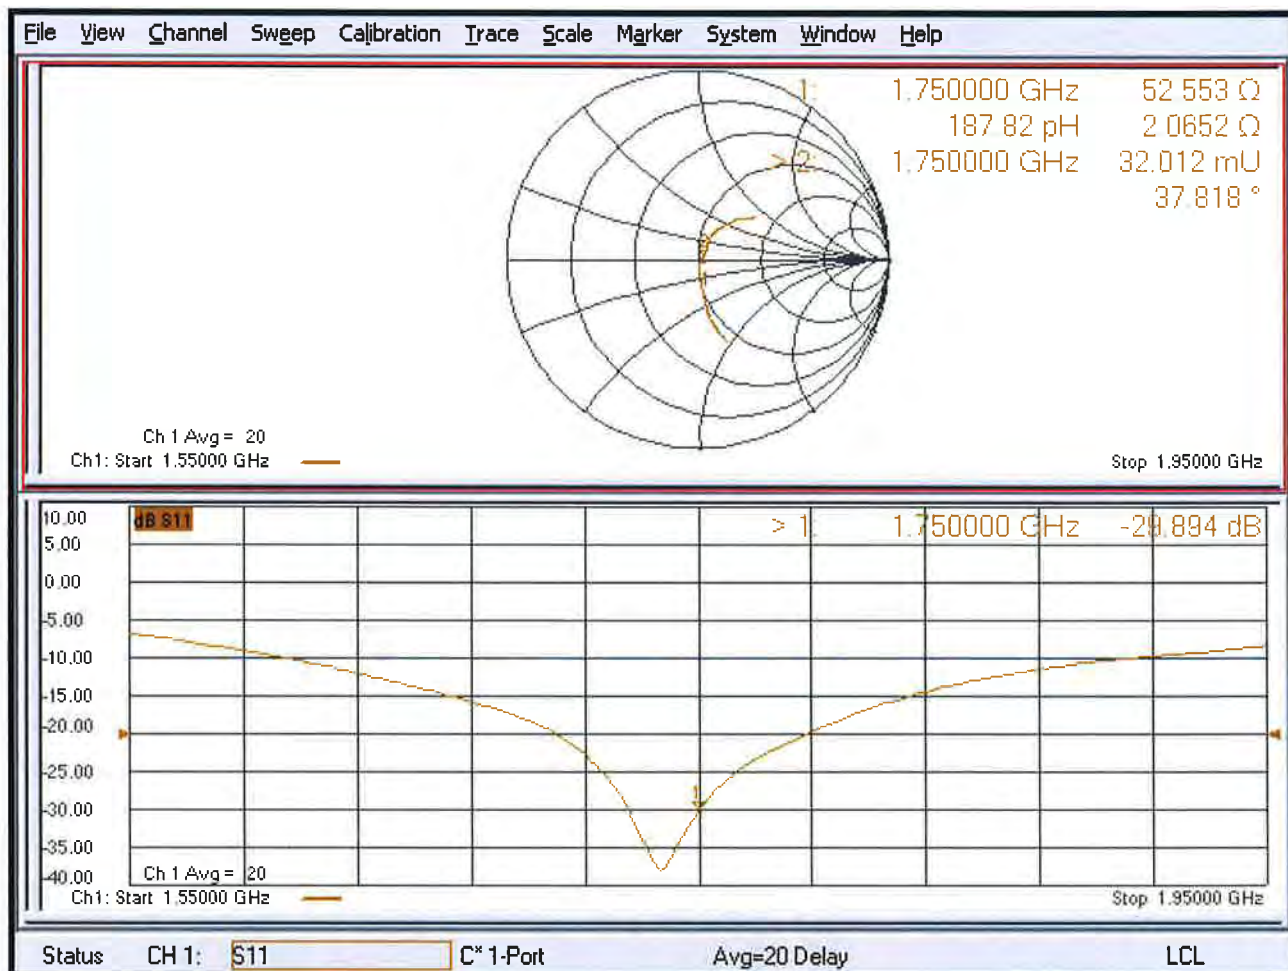 File View Channel Sweep Calibration Trace Scale Marker System Window Help
1: 1.750000 GHz 52.553 Ω
187.82 pH 2.0652 Ω
> 2: 1.750000 GHz 32.012 mU
37.818 °
Ch 1 Avg = 20
Ch1: Start 1.55000 GHz Stop 1.95000 GHz
10.00
dB S11
> 1: 1.750000 GHz -29.894 dB
5.00
0.00
-5.00
-10.00
-15.00
-20.00
-25.00
-30.00
1
-35.00
-40.00
Ch 1 Avg = 20
Ch1: Start 1.55000 GHz Stop 1.95000 GHz
Status CH 1: S11 C* 1-Port Avg=20 Delay LCL